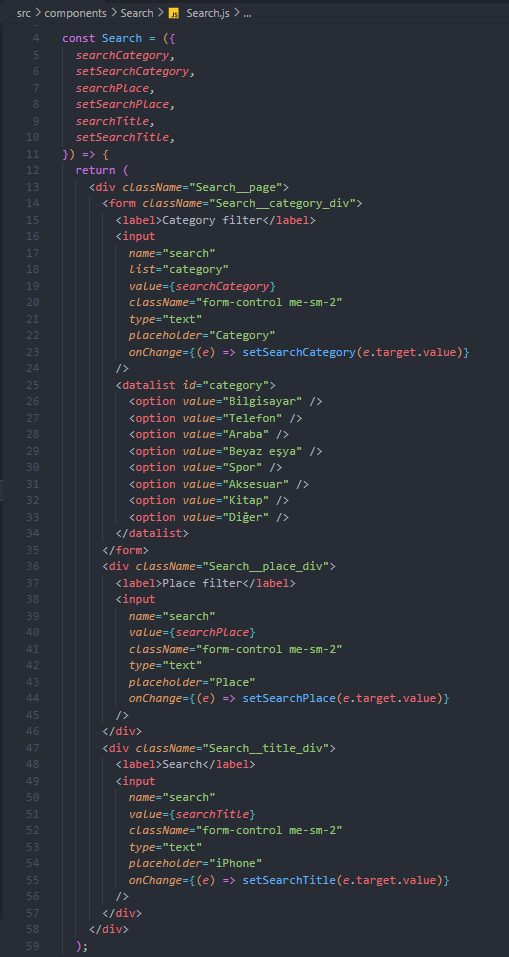 src > components > Search > JS Search.js > ...
3
4 const Search = ({
5   searchCategory,
6   setSearchCategory,
7   searchPlace,
8   setSearchPlace,
9   searchTitle,
10   setSearchTitle,
11 }) => {
12   return (
13     <div className="Search__page">
14       <form className="Search__category_div">
15         <label>Category filter</label>
16         <input
17           name="search"
18           list="category"
19           value={searchCategory}
20           className="form-control me-sm-2"
21           type="text"
22           placeholder="Category"
23           onChange={(e) => setSearchCategory(e.target.value)}
24         />
25         <datalist id="category">
26           <option value="Bilgisayar" />
27           <option value="Telefon" />
28           <option value="Araba" />
29           <option value="Beyaz eşya" />
30           <option value="Spor" />
31           <option value="Aksesuar" />
32           <option value="Kitap" />
33           <option value="Diğer" />
34         </datalist>
35       </form>
36       <div className="Search__place_div">
37         <label>Place filter</label>
38         <input
39           name="search"
40           value={searchPlace}
41           className="form-control me-sm-2"
42           type="text"
43           placeholder="Place"
44           onChange={(e) => setSearchPlace(e.target.value)}
45         />
46       </div>
47       <div className="Search__title_div">
48         <label>Search</label>
49         <input
50           name="search"
51           value={searchTitle}
52           className="form-control me-sm-2"
53           type="text"
54           placeholder="iPhone"
55           onChange={(e) => setSearchTitle(e.target.value)}
56         />
57       </div>
58     </div>
59   );